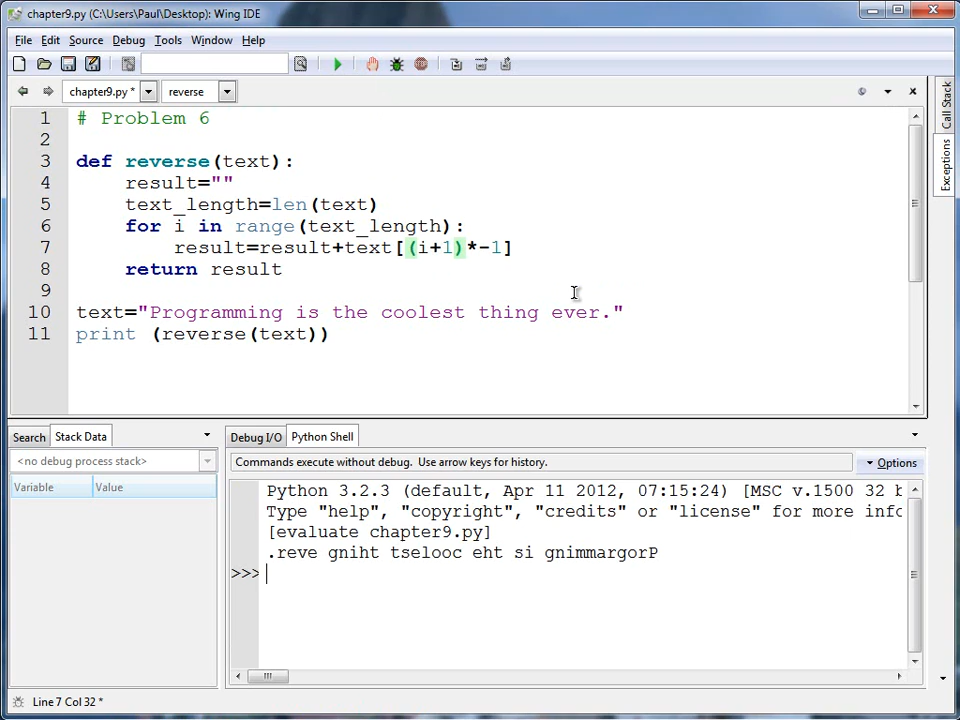 chapter9.py (C:\Users\Paul\Desktop): Wing IDE
File Edit Source Debug Tools Window Help
chapter9.py * reverse
1 # Problem 6
2
3 def reverse(text):
4 result=""
5 text_length=len(text)
6 for i in range(text_length):
7 result=result+text[(i+1)*-1]
8 return result
9
10 text="Programming is the coolest thing ever."
11 print (reverse(text))
Call Stack
Exceptions
Search Stack Data
<no debug process stack>
Variable Value
Debug I/O Python Shell
Commands execute without debug. Use arrow keys for history.
Options
Python 3.2.3 (default, Apr 11 2012, 07:15:24) [MSC v.1500 32 b
Type "help", "copyright", "credits" or "license" for more info
[evaluate chapter9.py]
.reve gniht tselooc eht si gnimmargorP
>>>
Line 7 Col 32 *